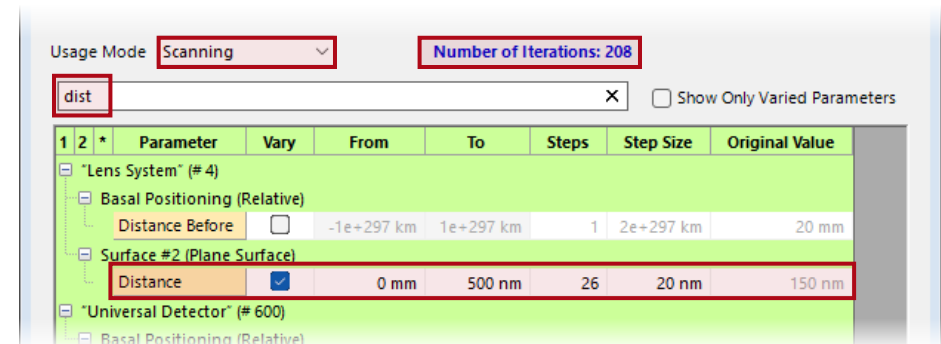 Usage Mode Scanning Number of Iterations: 208
dist × Show Only Varied Parameters
1 2 * Parameter Vary From To Steps Step Size Original Value
"Lens System" (# 4)
Basal Positioning (Relative)
Distance Before -1e+297 km 1e+297 km 1 2e+297 km 20 mm
Surface #2 (Plane Surface)
Distance 0 mm 500 nm 26 20 nm 150 nm
"Universal Detector" (# 600)
Basal Positioning (Relative)